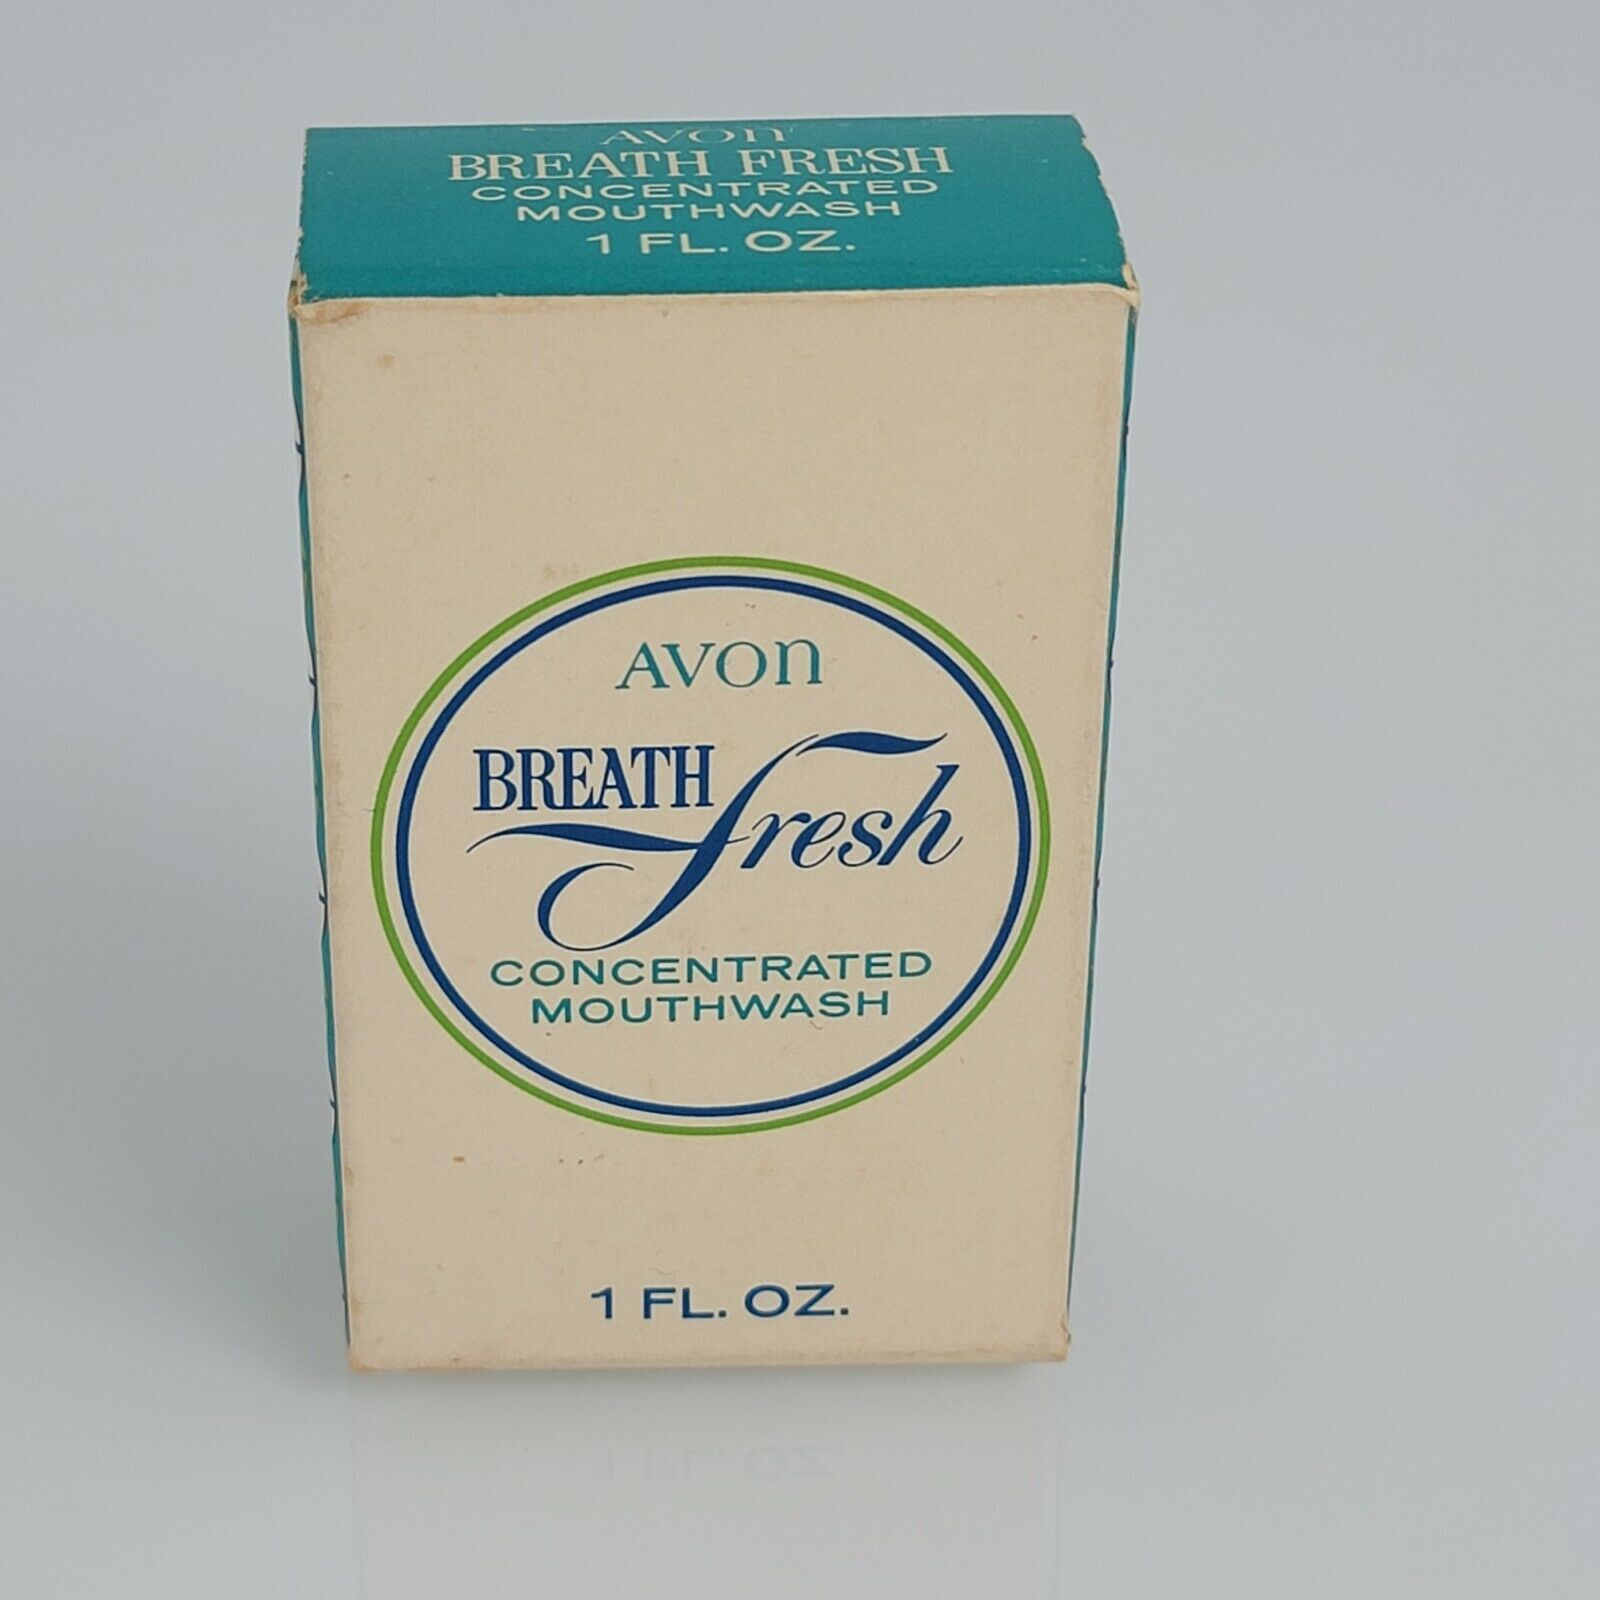 AVON
BREATH FRESH
CONCENTRATED
MOUTHWASH
1 FL. OZ.
AVON
BREATH fresh
CONCENTRATED
MOUTHWASH
1 FL. OZ.